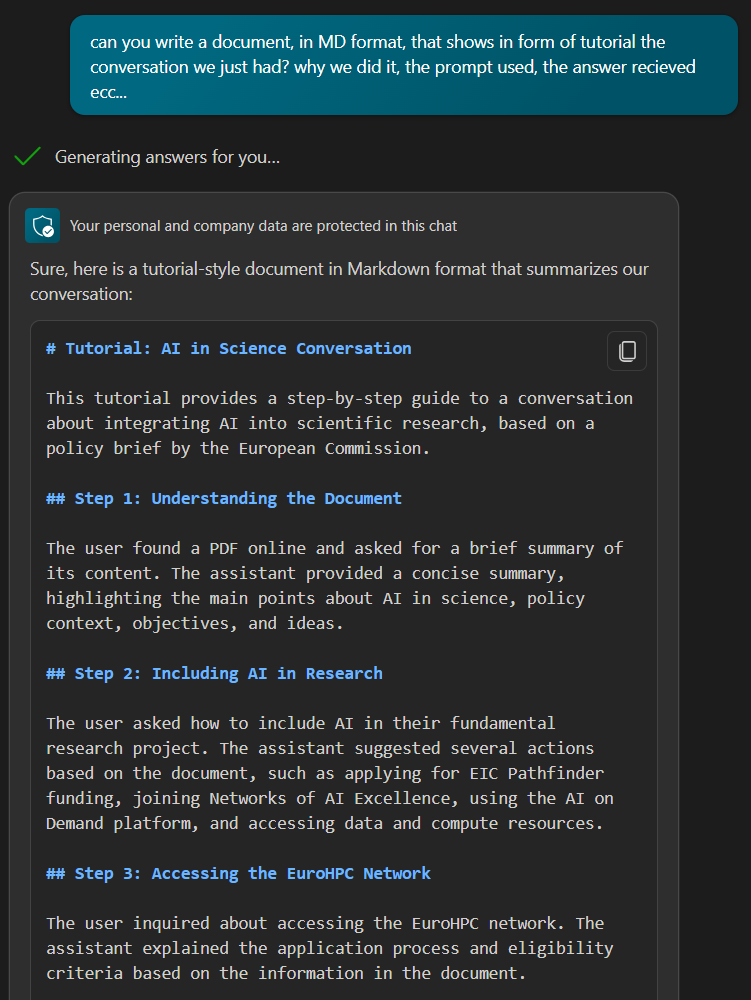 can you write a document, in MD format, that shows in form of tutorial the
conversation we just had? why we did it, the prompt used, the answer recieved
ecc...
Generating answers for you...
Your personal and company data are protected in this chat
Sure, here is a tutorial-style document in Markdown format that summarizes our
conversation:
# Tutorial: AI in Science Conversation
This tutorial provides a step-by-step guide to a conversation
about integrating AI into scientific research, based on a
policy brief by the European Commission.
## Step 1: Understanding the Document
The user found a PDF online and asked for a brief summary of
its content. The assistant provided a concise summary,
highlighting the main points about AI in science, policy
context, objectives, and ideas.
## Step 2: Including AI in Research
The user asked how to include AI in their fundamental
research project. The assistant suggested several actions
based on the document, such as applying for EIC Pathfinder
funding, joining Networks of AI Excellence, using the AI on
Demand platform, and accessing data and compute resources.
## Step 3: Accessing the EuroHPC Network
The user inquired about accessing the EuroHPC network. The
assistant explained the application process and eligibility
criteria based on the information in the document.